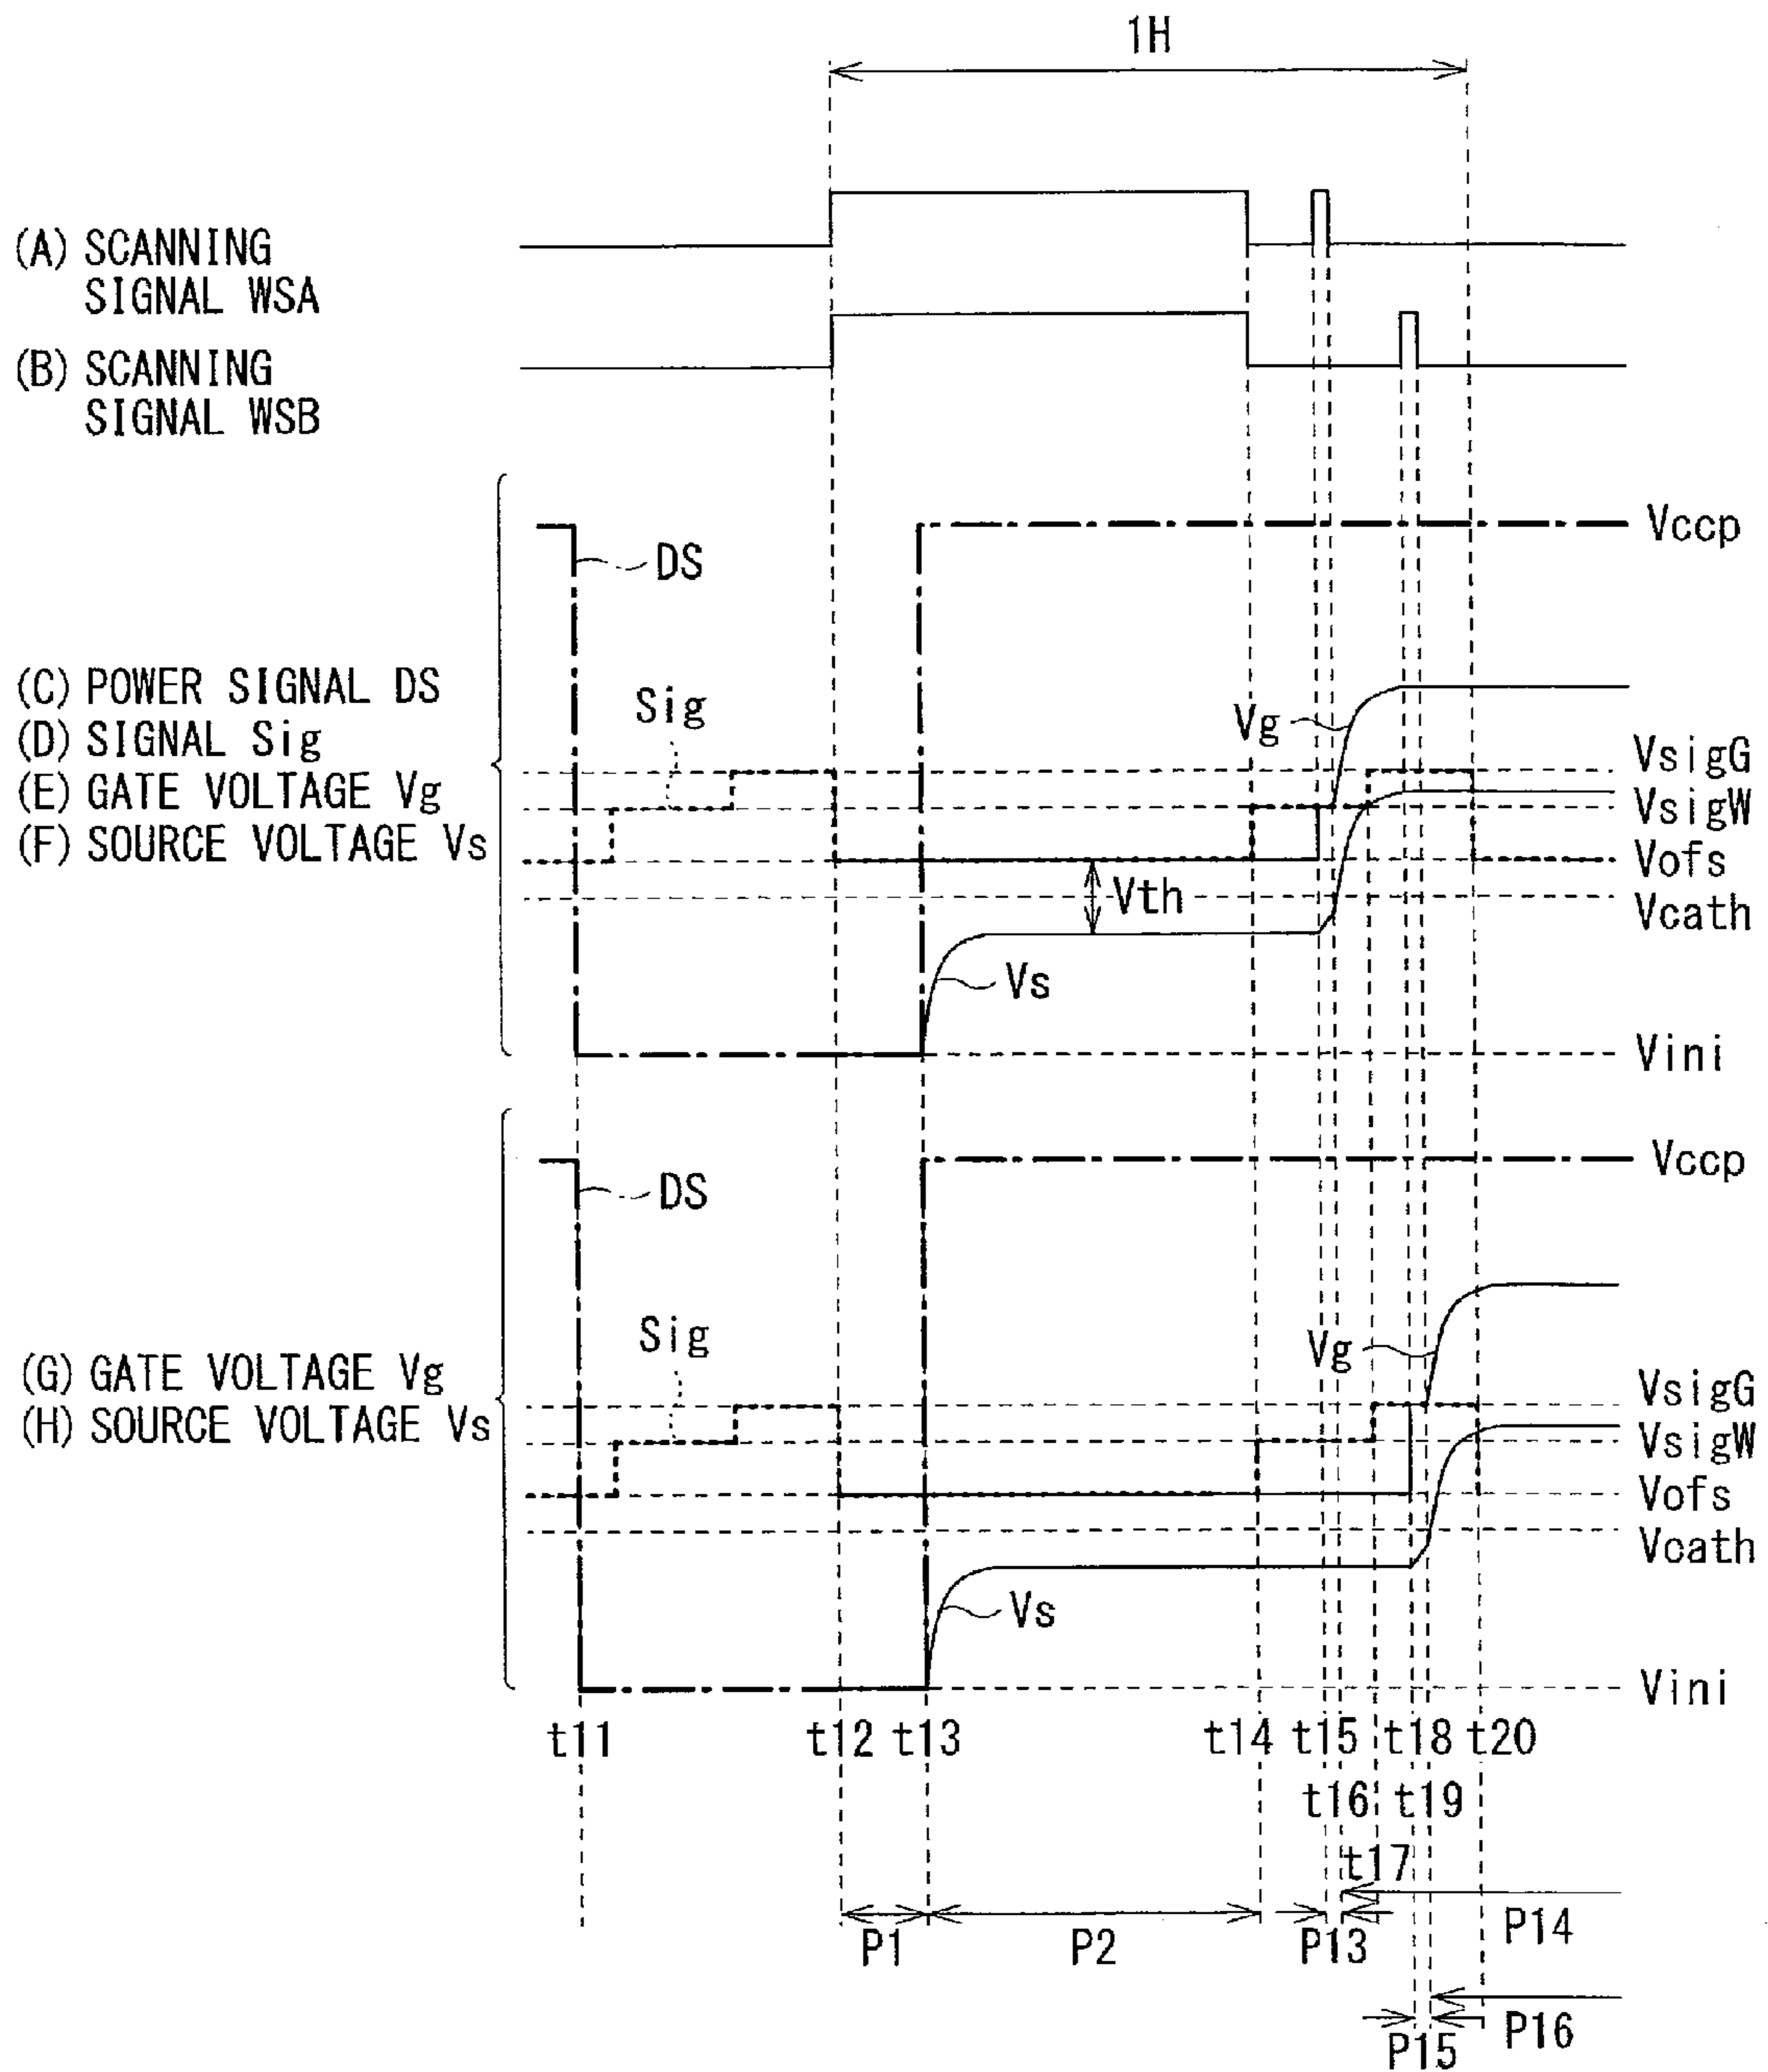 1H
(A) SCANNING
SIGNAL WSA
(B) SCANNING
SIGNAL WSB
Vccp
DS
(C) POWER SIGNAL DS
(D) SIGNAL Sig
(E) GATE VOLTAGE Vg
(F) SOURCE VOLTAGE Vs
Sig
Vg
VsigG
VsigW
Vofs
Vth
Vcath
Vs
Vini
Vccp
DS
(G) GATE VOLTAGE Vg
(H) SOURCE VOLTAGE Vs
Sig
Vg
VsigG
VsigW
Vofs
Vcath
Vs
Vini
t11 t12 t13 t14 t15 t18 t20
t16 t19
t17
P1 P2 P13 P14
P15 P16